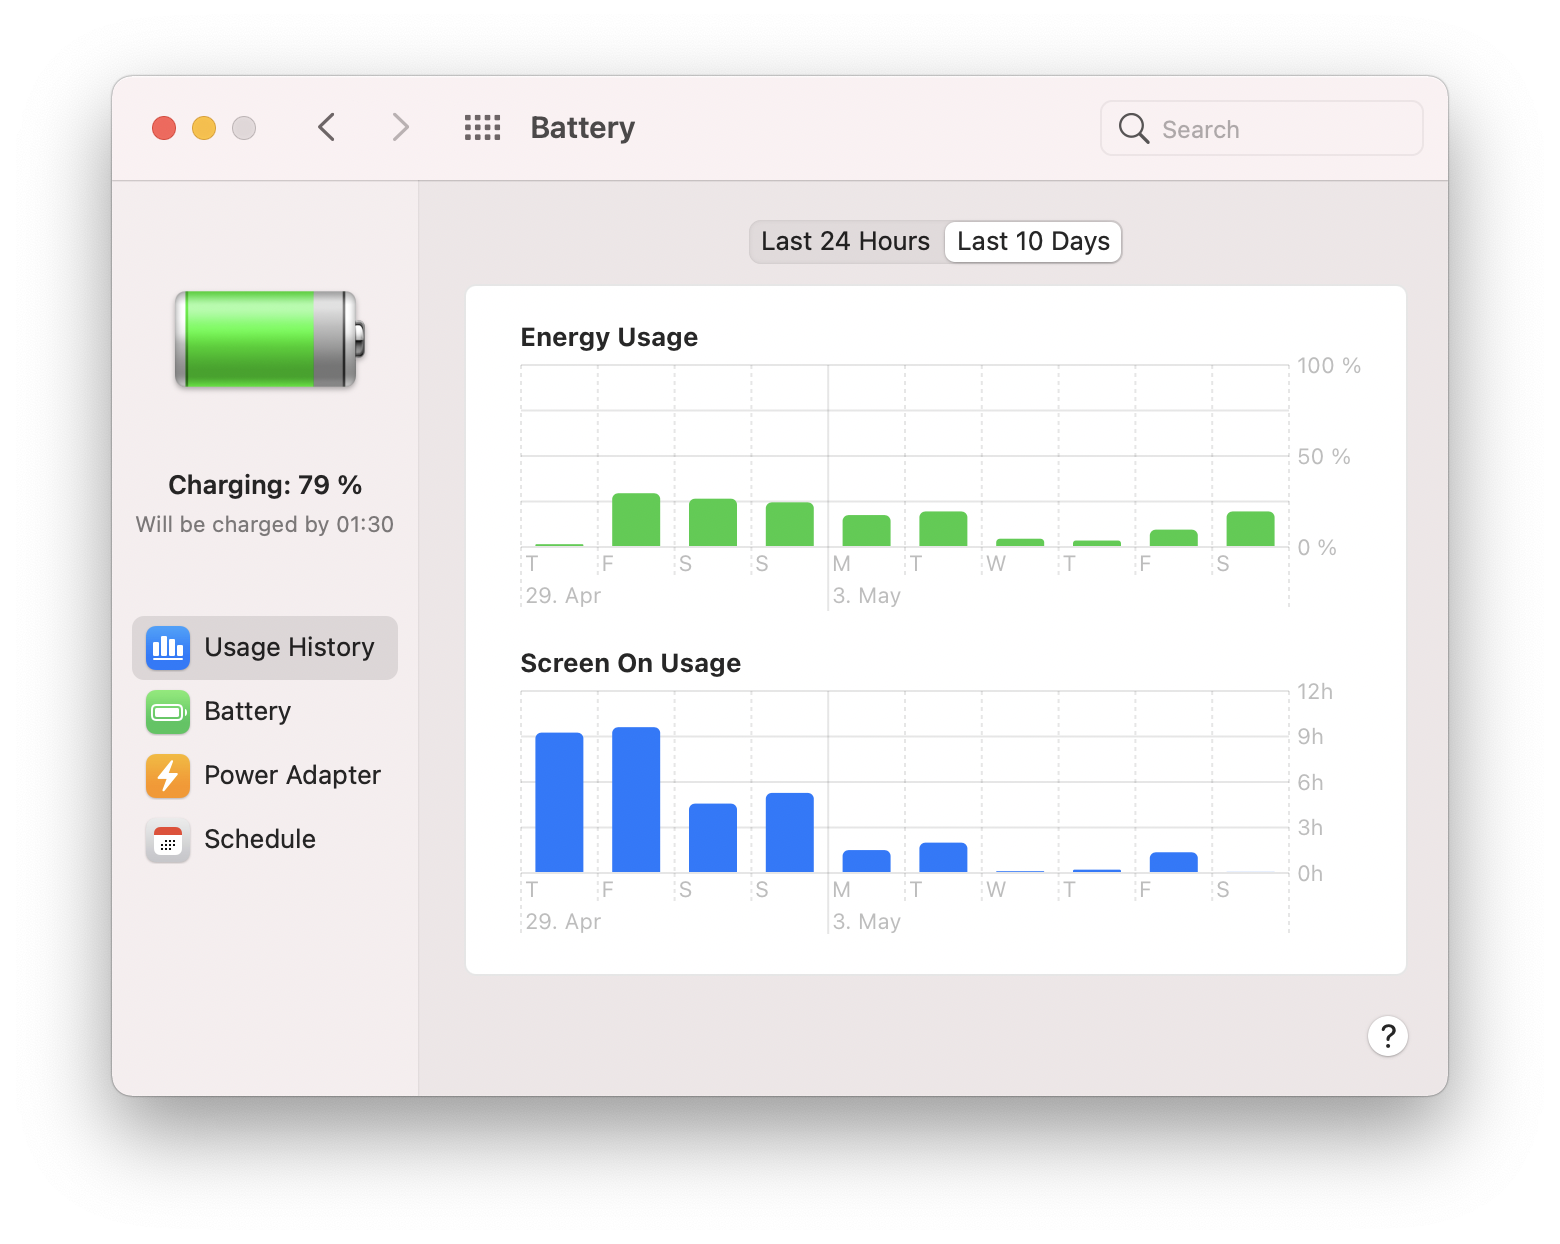 Battery
Search
Last 24 Hours Last 10 Days
Charging: 79 %
Will be charged by 01:30
Usage History
Battery
Power Adapter
Schedule
Energy Usage
100 %
50 %
0 %
T F S S M T W T F S
29. Apr 3. May
Screen On Usage
12h
9h
6h
3h
0h
T F S S M T W T F S
29. Apr 3. May
?